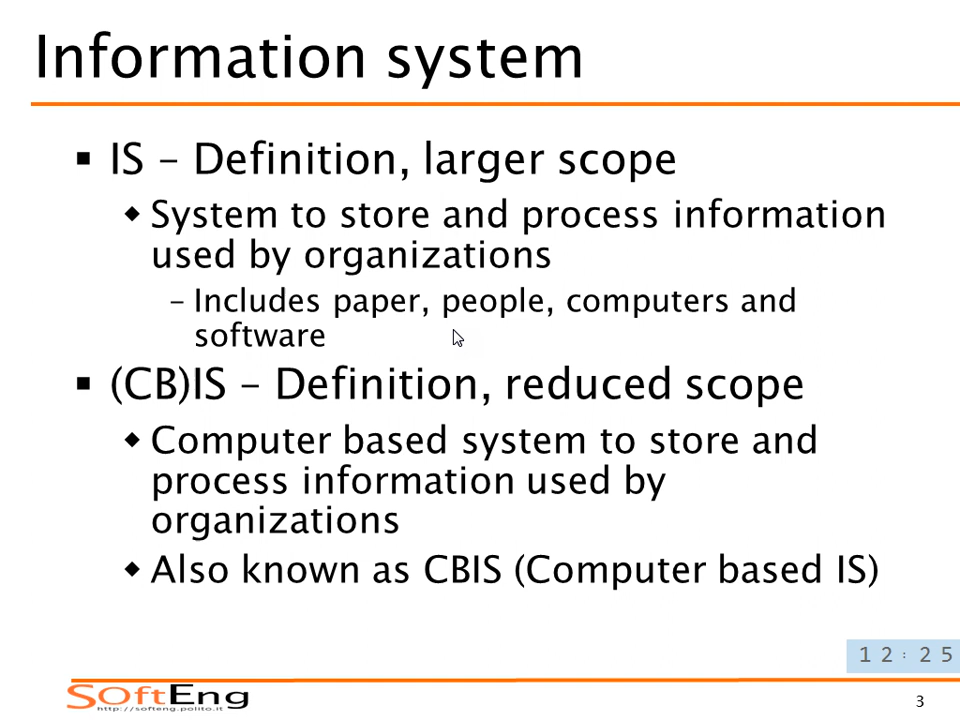 Information system
▪ IS – Definition, larger scope
◆ System to store and process information
used by organizations
– Includes paper, people, computers and
software
▪ (CB)IS – Definition, reduced scope
◆ Computer based system to store and
process information used by
organizations
◆ Also known as CBIS (Computer based IS)
12:25
SoftEng
http://softeng.polito.it
3